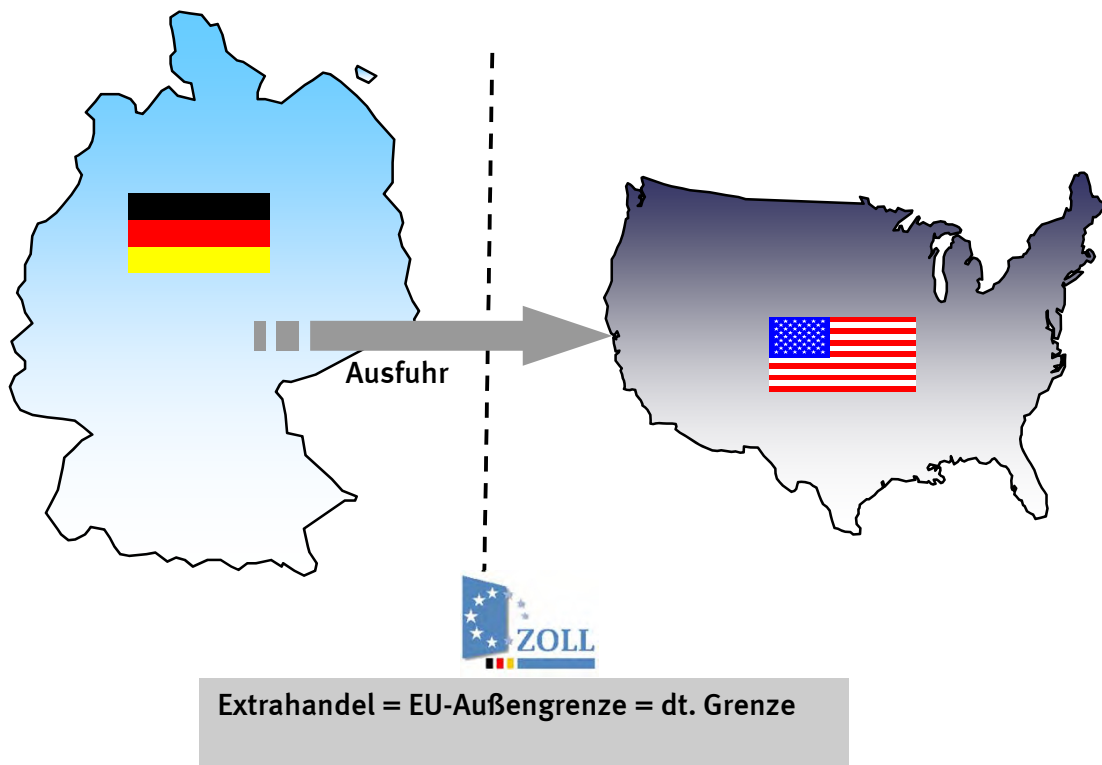 Ausfuhr
ZOLL
Extrahandel = EU-Außengrenze = dt. Grenze